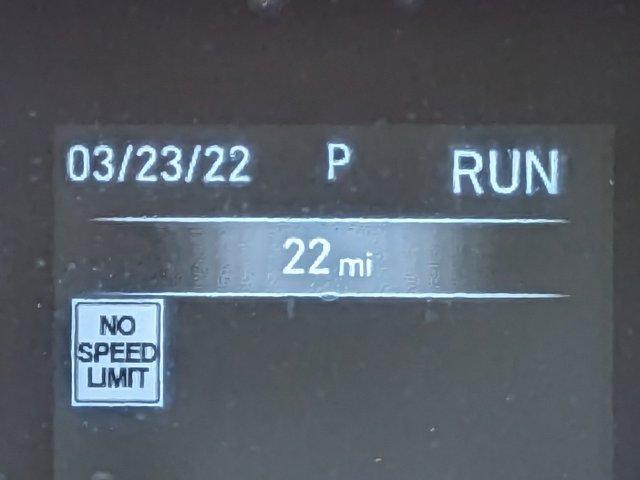 03/23/22 P RUN
22 mi
NO
SPEED
LIMIT